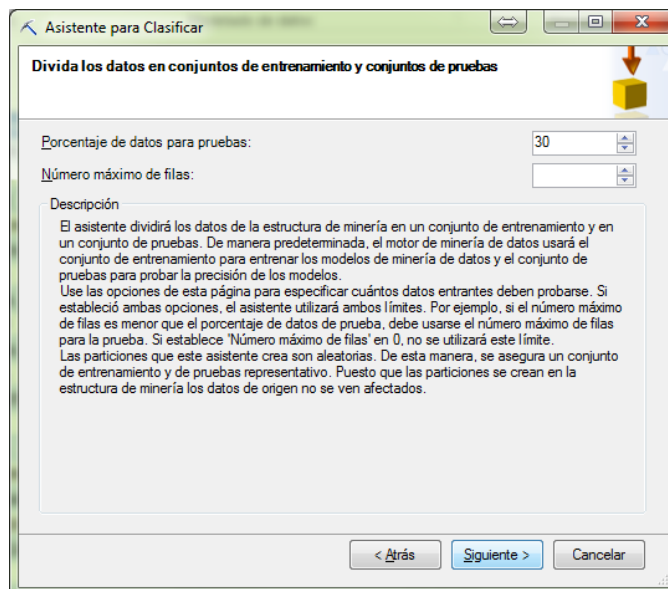 Asistente para Clasificar
Divida los datos en conjuntos de entrenamiento y conjuntos de pruebas
Porcentaje de datos para pruebas:
30
Número máximo de filas:
Descripción
El asistente dividirá los datos de la estructura de minería en un conjunto de entrenamiento y en
un conjunto de pruebas. De manera predeterminada, el motor de minería de datos usará el
conjunto de entrenamiento para entrenar los modelos de minería de datos y el conjunto de
pruebas para probar la precisión de los modelos.
Use las opciones de esta página para especificar cuántos datos entrantes deben probarse. Si
estableció ambas opciones, el asistente utilizará ambos límites. Por ejemplo, si el número máximo
de filas es menor que el porcentaje de datos de prueba, debe usarse el número máximo de filas
para la prueba. Si establece 'Número máximo de filas' en 0, no se utilizará este límite.
Las particiones que este asistente crea son aleatorias. De esta manera, se asegura un conjunto
de entrenamiento y de pruebas representativo. Puesto que las particiones se crean en la
estructura de minería los datos de origen no se ven afectados.
< Atrás
Siguiente >
Cancelar